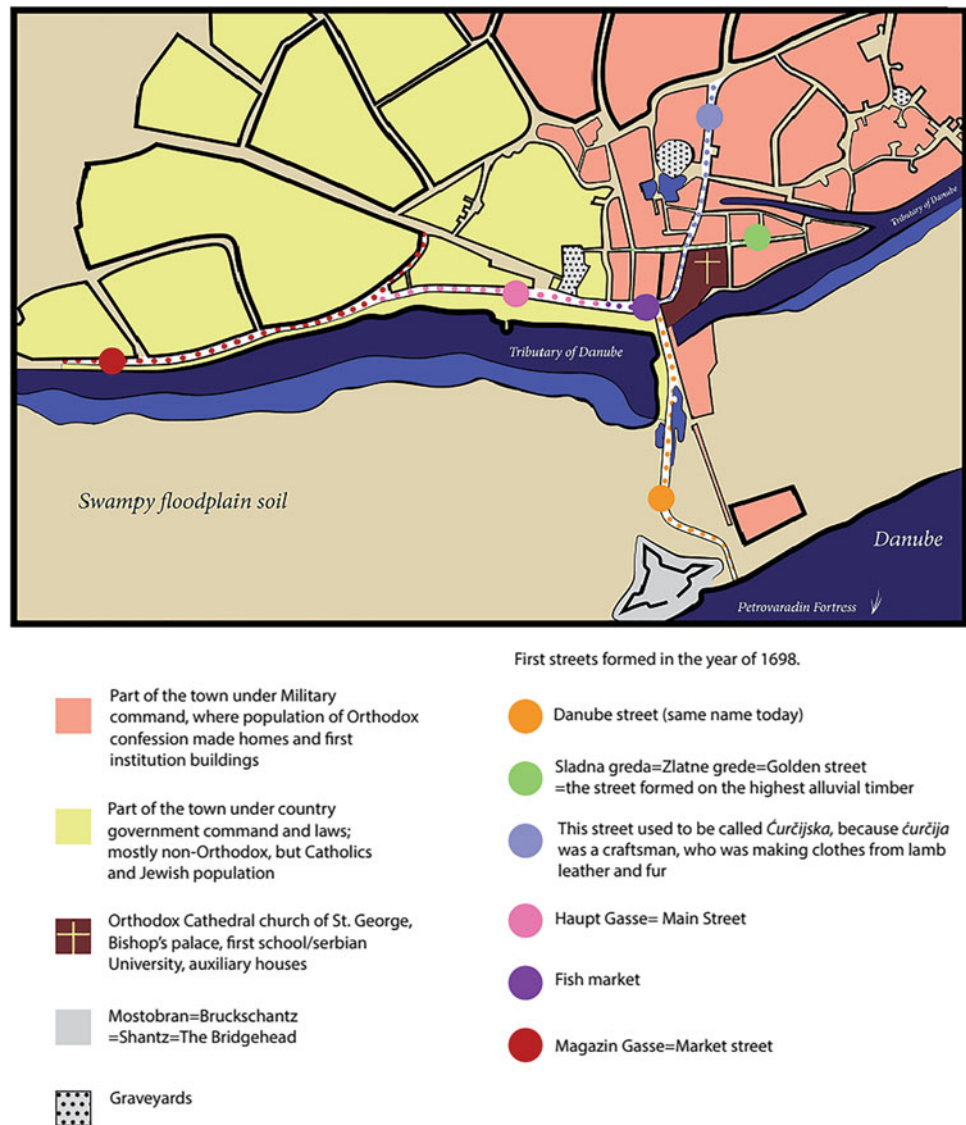 Tributary of Danube
Tributary of Danube
Swampy floodplain soil
Danube
Petrovaradin Fortress
Part of the town under Military
command, where population of Orthodox
confession made homes and first
institution buildings
Part of the town under country
government command and laws;
mostly non-Orthodox, but Catholics
and Jewish population
Orthodox Cathedral church of St. George,
Bishop's palace, first school/serbian
University, auxiliary houses
Mostobran=Bruckschantz
=Shantz=The Bridgehead
Graveyards
First streets formed in the year of 1698.
Danube street (same name today)
Sladna greda=Zlatne grede=Golden street
=the street formed on the highest alluvial timber
This street used to be called Ćurčijska, because ćurčija
was a craftsman, who was making clothes from lamb
leather and fur
Haupt Gasse= Main Street
Fish market
Magazin Gasse=Market street